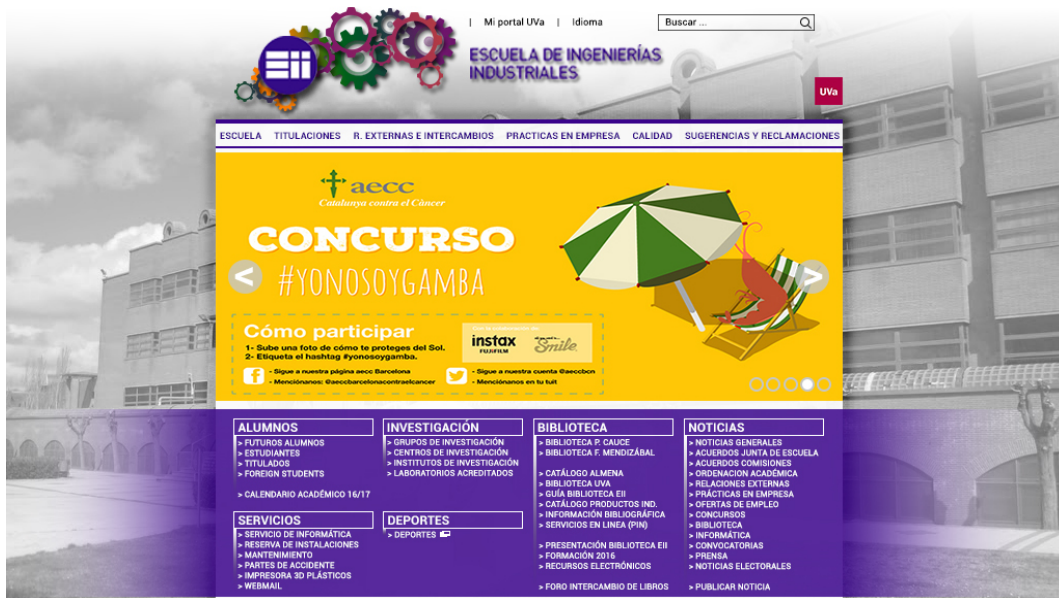 | Mi portal UVa | Idioma
Buscar ...
eii
ESCUELA DE INGENIERÍAS
INDUSTRIALES
UVa
ESCUELA TITULACIONES R. EXTERNAS E INTERCAMBIOS PRACTICAS EN EMPRESA CALIDAD SUGERENCIAS Y RECLAMACIONES
aecc
Catalunya contra el Càncer
CONCURSO
#YONOSOYGAMBA
< >
Cómo participar
1- Sube una foto de cómo te proteges del Sol.
2- Etiqueta el hashtag #yonosoygamba.
Con la colaboración de:
instax
FUJIFILM
Smile
- Sigue a nuestra página aecc Barcelona
- Menciónanos: @aeccbarcelonacontraelcancer
- Sigue a nuestra cuenta @aeccbcn
- Menciónanos en tu tuit
ALUMNOS
> FUTUROS ALUMNOS
> ESTUDIANTES
> TITULADOS
> FOREIGN STUDENTS
> CALENDARIO ACADÉMICO 16/17
INVESTIGACIÓN
> GRUPOS DE INVESTIGACIÓN
> CENTROS DE INVESTIGACIÓN
> INSTITUTOS DE INVESTIGACIÓN
> LABORATORIOS ACREDITADOS
SERVICIOS
> SERVICIO DE INFORMÁTICA
> RESERVA DE INSTALACIONES
> MANTENIMIENTO
> PARTES DE ACCIDENTE
> IMPRESORA 3D PLÁSTICOS
> WEBMAIL
DEPORTES
> DEPORTES
BIBLIOTECA
> BIBLIOTECA P. CAUCE
> BIBLIOTECA F. MENDIZÁBAL
> CATÁLOGO ALMENA
> BIBLIOTECA UVA
> GUÍA BIBLIOTECA EII
> CATÁLOGO PRODUCTOS IND.
> INFORMACIÓN BIBLIOGRÁFICA
> SERVICIOS EN LINEA (PIN)
> PRESENTACIÓN BIBLIOTECA EII
> FORMACIÓN 2016
> RECURSOS ELECTRÓNICOS
> FORO INTERCAMBIO DE LIBROS
NOTICIAS
> NOTICIAS GENERALES
> ACUERDOS JUNTA DE ESCUELA
> ACUERDOS COMISIONES
> ORDENACION ACADÉMICA
> RELACIONES EXTERNAS
> PRÁCTICAS EN EMPRESA
> OFERTAS DE EMPLEO
> CONCURSOS
> BIBLIOTECA
> INFORMÁTICA
> CONVOCATORIAS
> PRENSA
> NOTICIAS ELECTORALES
> PUBLICAR NOTICIA